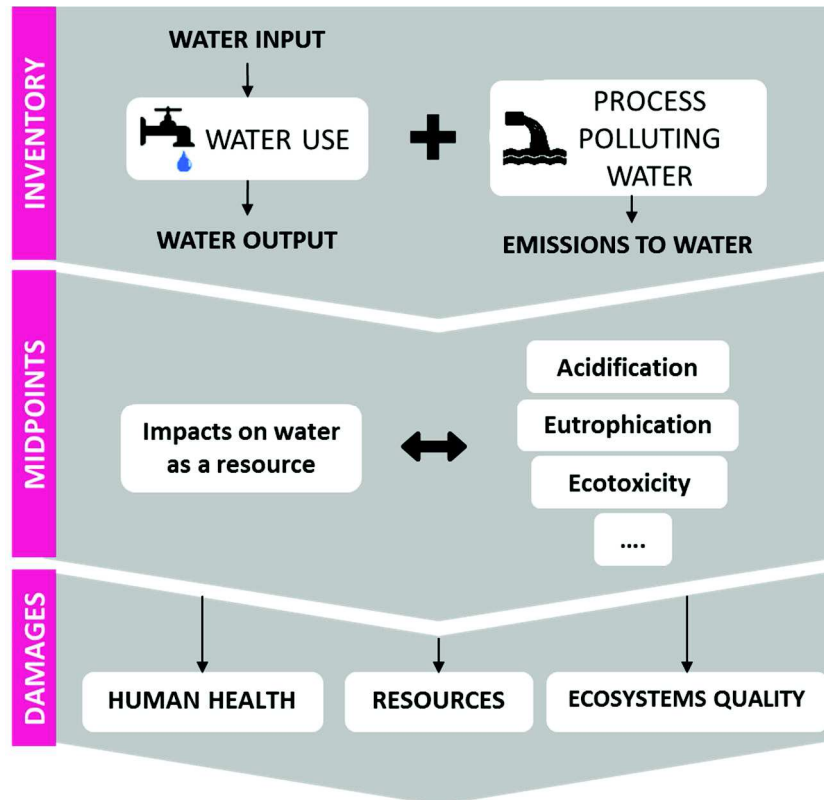 INVENTORY
WATER INPUT
WATER USE
WATER OUTPUT
PROCESS
POLLUTING
WATER
EMISSIONS TO WATER
MIDPOINTS
Impacts on water
as a resource
Acidification
Eutrophication
Ecotoxicity
....
DAMAGES
HUMAN HEALTH
RESOURCES
ECOSYSTEMS QUALITY